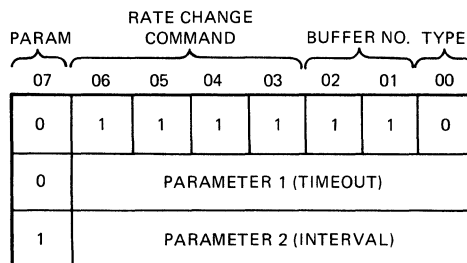 RATE CHANGE
PARAM COMMAND BUFFER NO. TYPE
07 06 05 04 03 02 01 00
0 1 1 1 1 1 1 0
0 PARAMETER 1 (TIMEOUT)
1 PARAMETER 2 (INTERVAL)